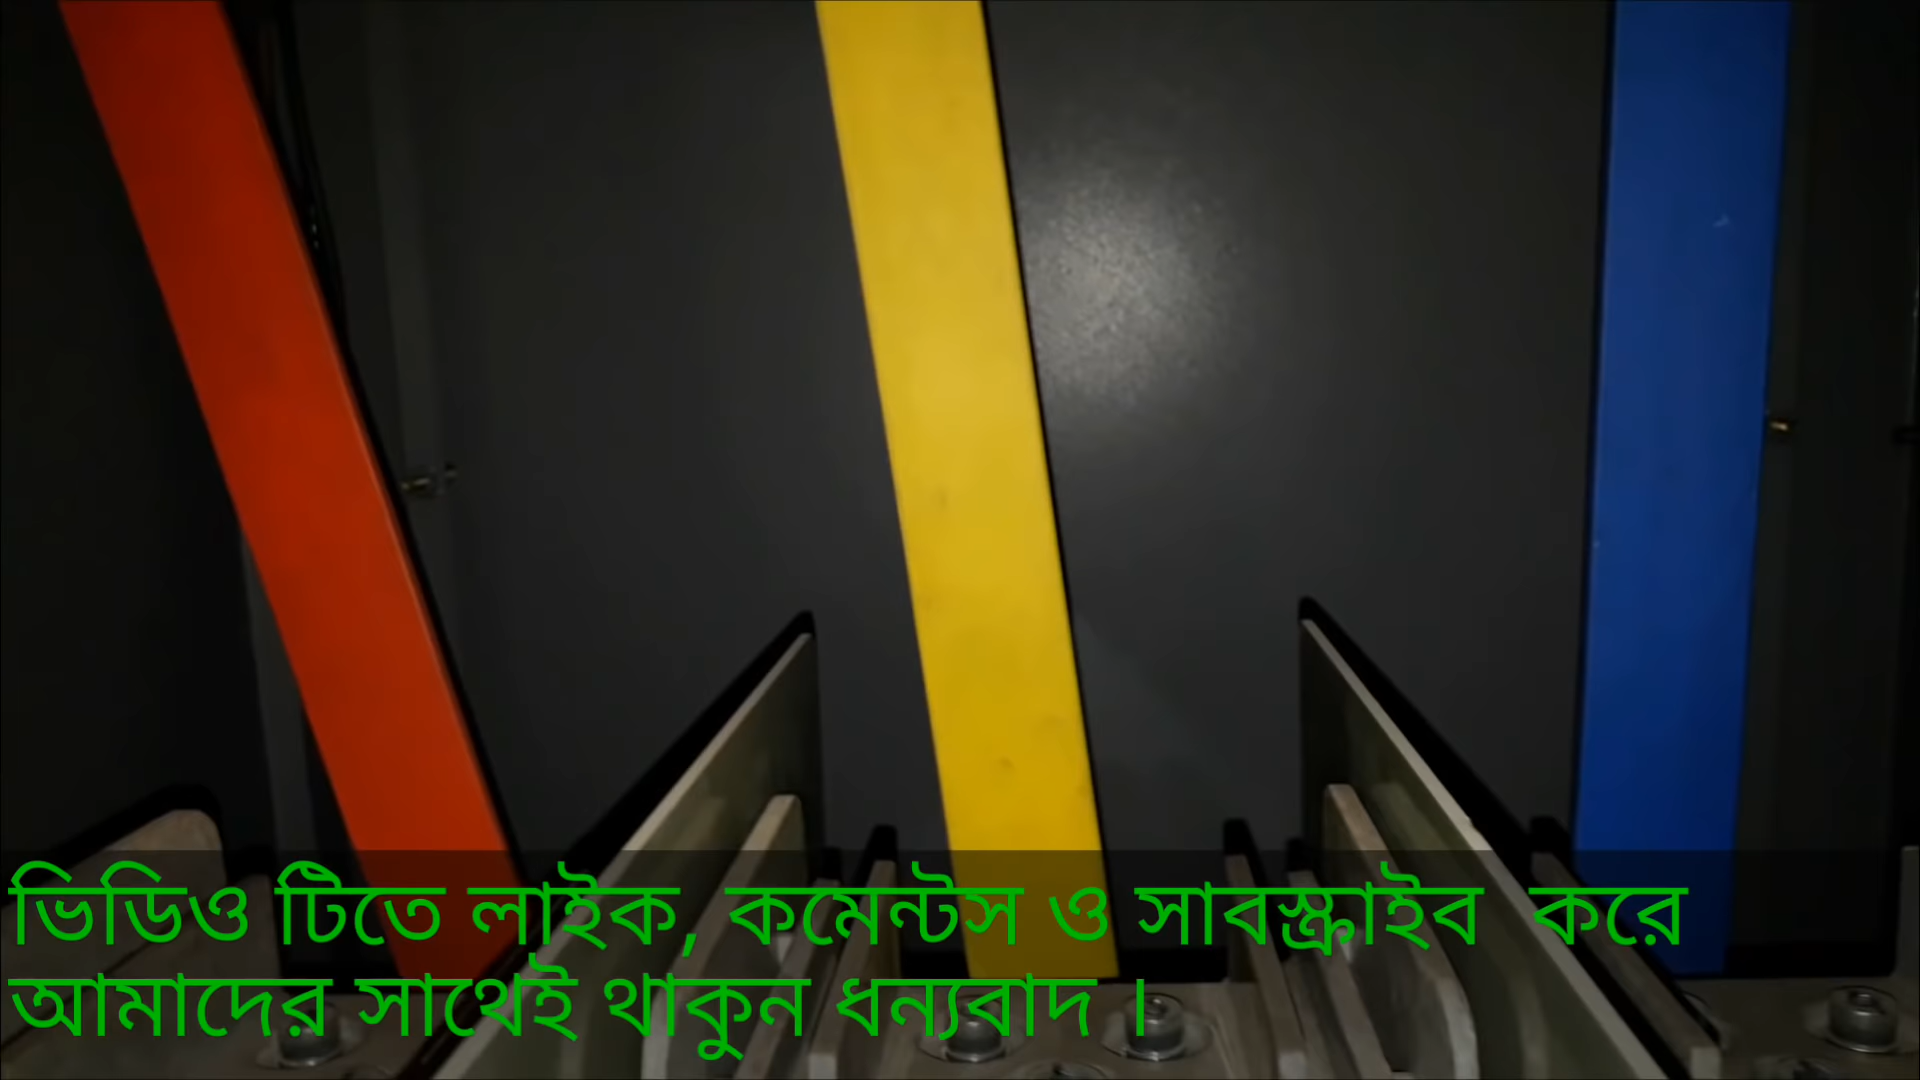 ভিডিও টিতে লাইক, কমেন্টস ও সাবস্ক্রাইব করে
আমাদের সাথেই থাকুন ধন্যবাদ ।